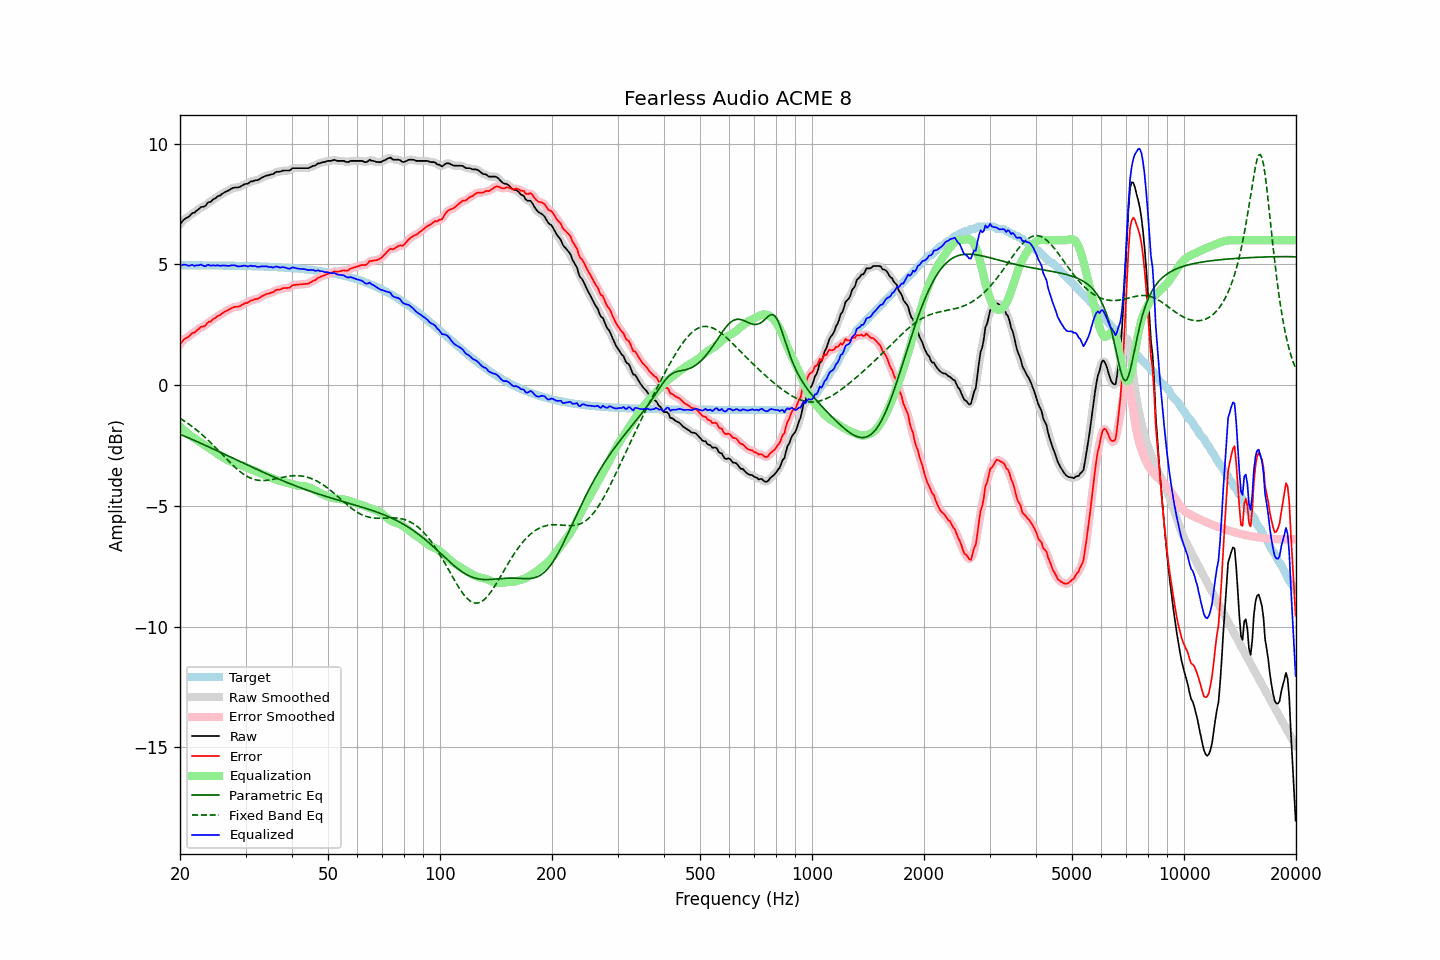 Fearless Audio ACME 8
Amplitude (dBr)
10
5
0
−5
−10
−15
Target
Raw Smoothed
Error Smoothed
Raw
Error
Equalization
Parametric Eq
Fixed Band Eq
Equalized
20 50 100 200 500 1000 2000 5000 10000 20000
Frequency (Hz)